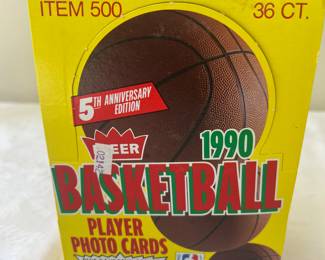 ITEM 500
36 CT.
5TH ANNIVERSARY
EDITION
FLEER
1990
BASKETBALL
PLAYER
PHOTO CARDS